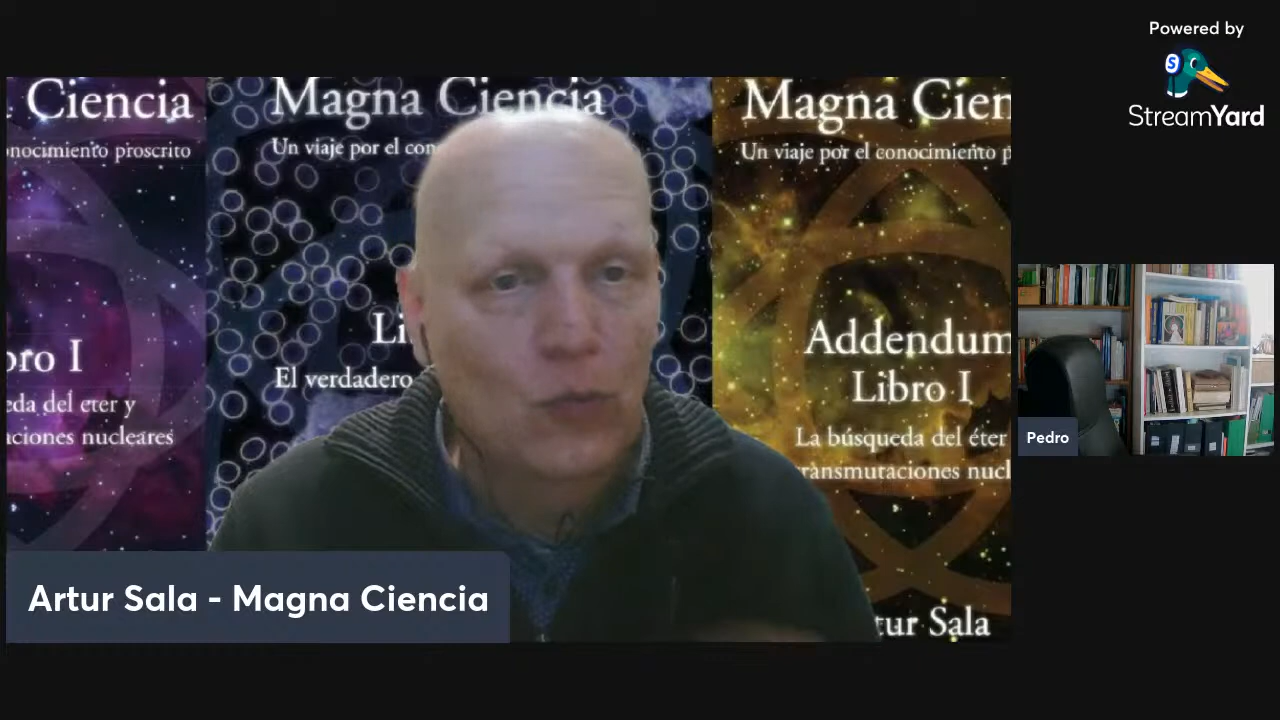 Powered by
StreamYard
Ciencia
nocimiento proscrito
bro I
eda del eter y
aciones nucleares
Magna Ciencia
Un viaje por el con
Li
El verdadero
Magna Cien
Un viaje por el conocimiento p
Addendum
Libro I
La búsqueda del éter
ransmutaciones nucl
tur Sala
Artur Sala - Magna Ciencia
Pedro